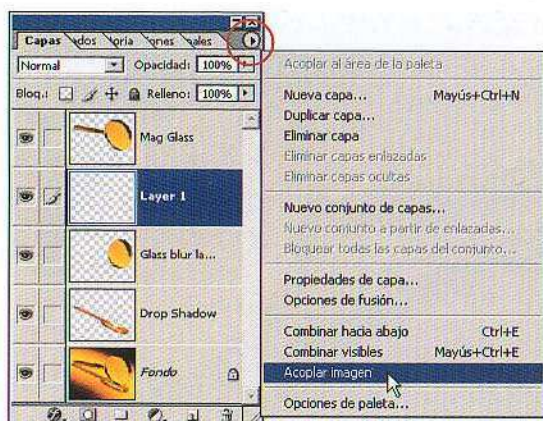 Capas
Normal
Opacidad: 100%
Bloq.:
Relleno: 100%
Mag Glass
Layer 1
Glass blur la...
Drop Shadow
Fondo
Acoplar al área de la paleta
Nueva capa... Mayús+Ctrl+N
Duplicar capa...
Eliminar capa
Eliminar capas enlazadas
Eliminar capas ocultas
Nuevo conjunto de capas...
Nuevo conjunto a partir de enlazadas...
Bloquear todas las capas del conjunto...
Propiedades de capa...
Opciones de fusión...
Combinar hacia abajo Ctrl+E
Combinar visibles Mayús+Ctrl+E
Acoplar imagen
Opciones de paleta...